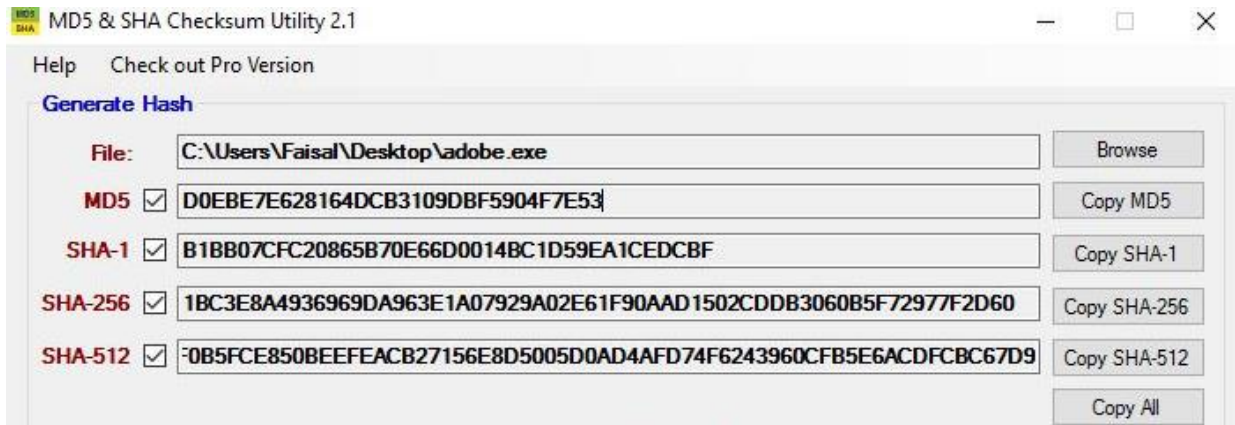 MD5 & SHA Checksum Utility 2.1
Help Check out Pro Version
Generate Hash
File: C:\Users\Faisal\Desktop\adobe.exe Browse
MD5 D0EBE7E628164DCB3109DBF5904F7E53 Copy MD5
SHA-1 B1BB07CFC20865B70E66D0014BC1D59EA1CEDCBF Copy SHA-1
SHA-256 1BC3E8A4936969DA963E1A07929A02E61F90AAD1502CDDB3060B5F72977F2D60 Copy SHA-256
SHA-512 F0B5FCE850BEEFEACB27156E8D5005D0AD4AFD74F6243960CFB5E6ACDFCBC67D9 Copy SHA-512
Copy All